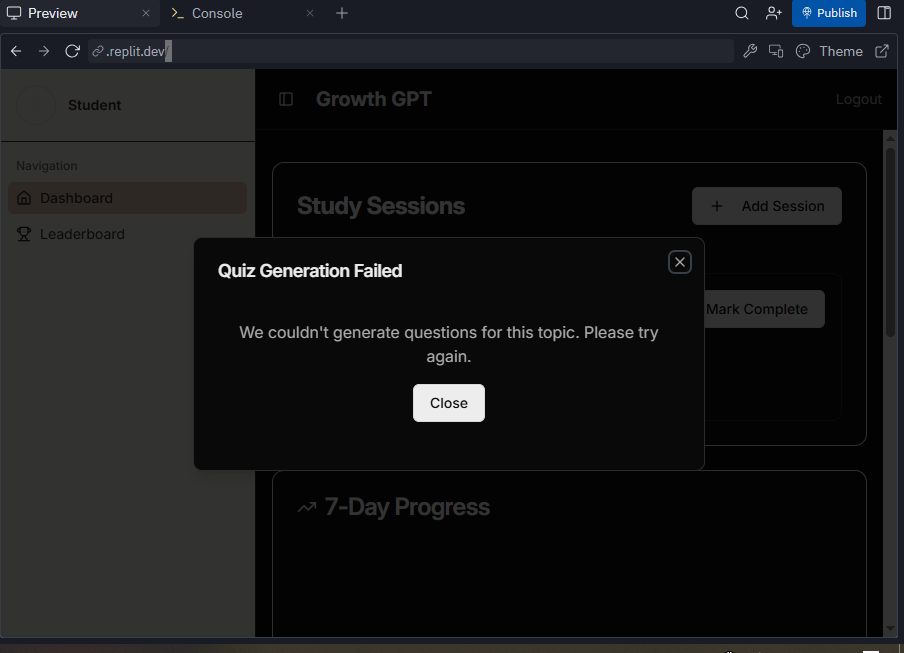 Preview
Console
Publish
.replit.dev/
Theme
Student
Growth GPT
Logout
Navigation
Dashboard
Leaderboard
Study Sessions
Add Session
Mark Complete
Quiz Generation Failed
We couldn't generate questions for this topic. Please try
again.
Close
7-Day Progress